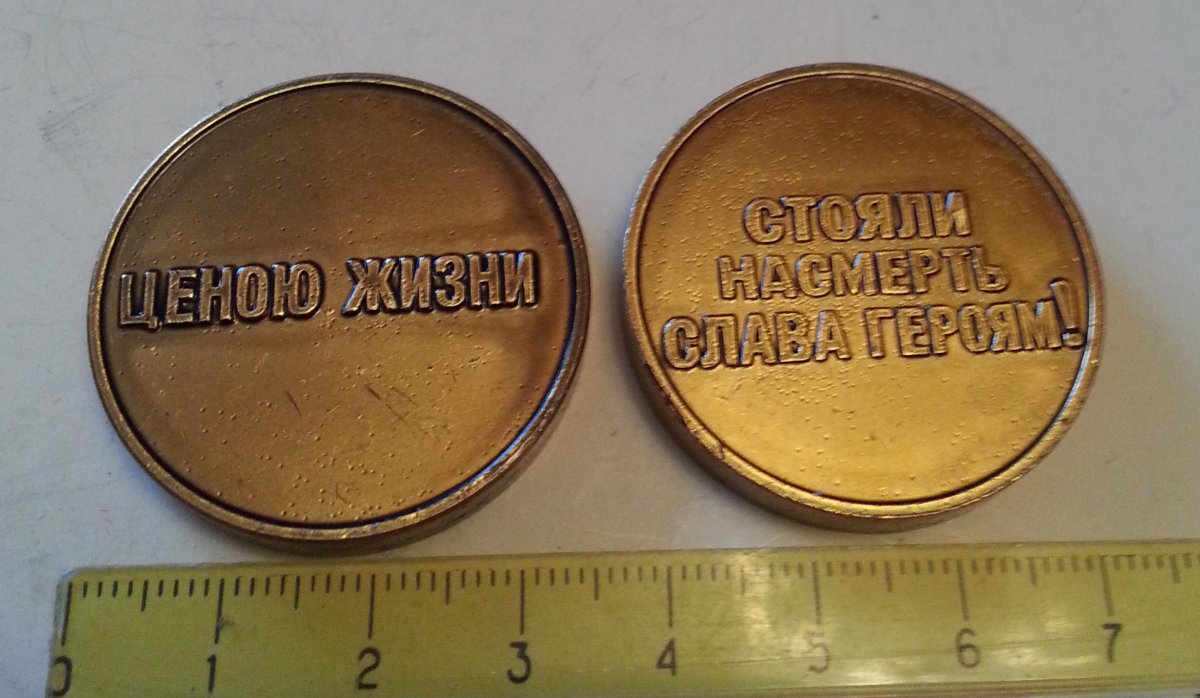 ЦЕНОЮ ЖИЗНИ
СТОЯЛИ
НАСМЕРТЬ
СЛАВА ГЕРОЯМ!
0 1 2 3 4 5 6 7